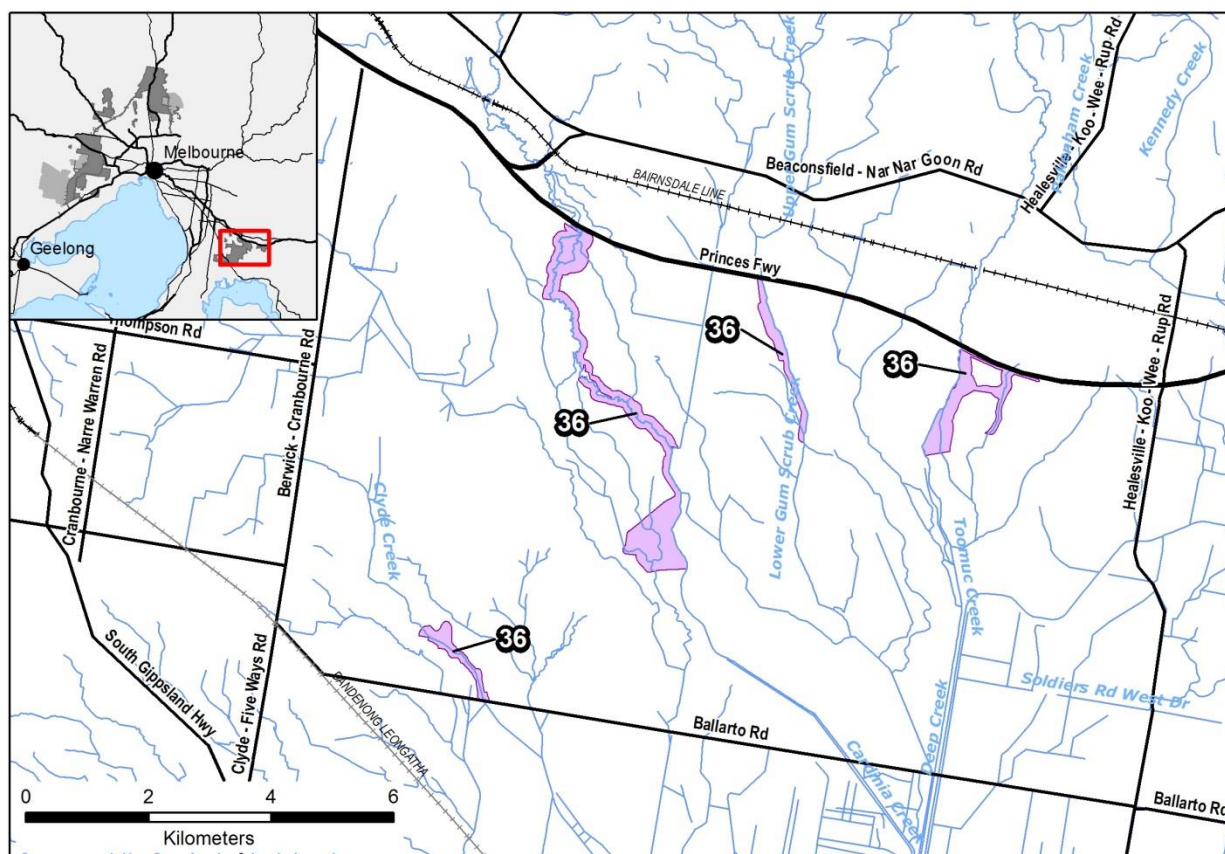 Melbourne
Geelong
Thompson Rd
Cranbourne - Narre Warren Rd
Berwick - Cranbourne Rd
South Gippsland Hwy
Clyde - Five Ways Rd
DANDENONG LEONGATHA
Clyde Creek
36
36
36
36
Princes Fwy
BAIRNSDALE LINE
Beaconsfield - Nar Nar Goon Rd
Upper Gum Scrub Creek
Lower Gum Scrub Creek
Healesville - Koo - Wee - Rup Rd
Kennedy Creek
Healesville - Koo - Wee - Rup Rd
Toomuc Creek
Deep Creek
Cardinia Creek
Soldiers Rd West Dr
Ballarto Rd
Ballarto Rd
0 2 4 6
Kilometers